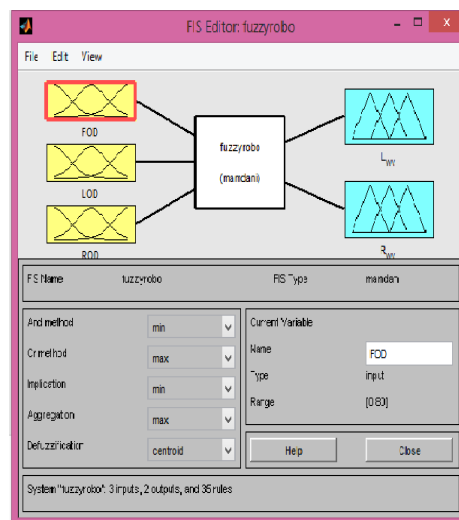 FIS Editor: fuzzyrobo
File Edit View
FOD
LOD
ROD
fuzzyrobo
(mamdani)
L
R
FIS Name fuzzyrobo FIS Type mamdani
And method min
Or method max
Implication min
Aggregation max
Defuzzification centroid
Current Variable
Name FOD
Type input
Range
Help Close
System "fuzzyrobo": 3 inputs, 2 outputs, and 35 rules